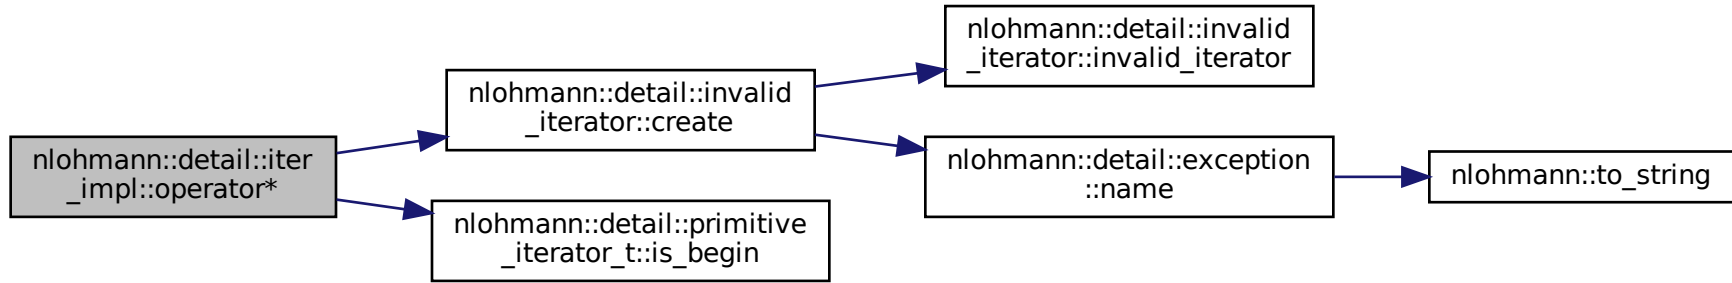 nlohmann::detail::iter
_impl::operator*
nlohmann::detail::invalid
_iterator::create
nlohmann::detail::invalid
_iterator::invalid_iterator
nlohmann::detail::exception
::name
nlohmann::to_string
nlohmann::detail::primitive
_iterator_t::is_begin